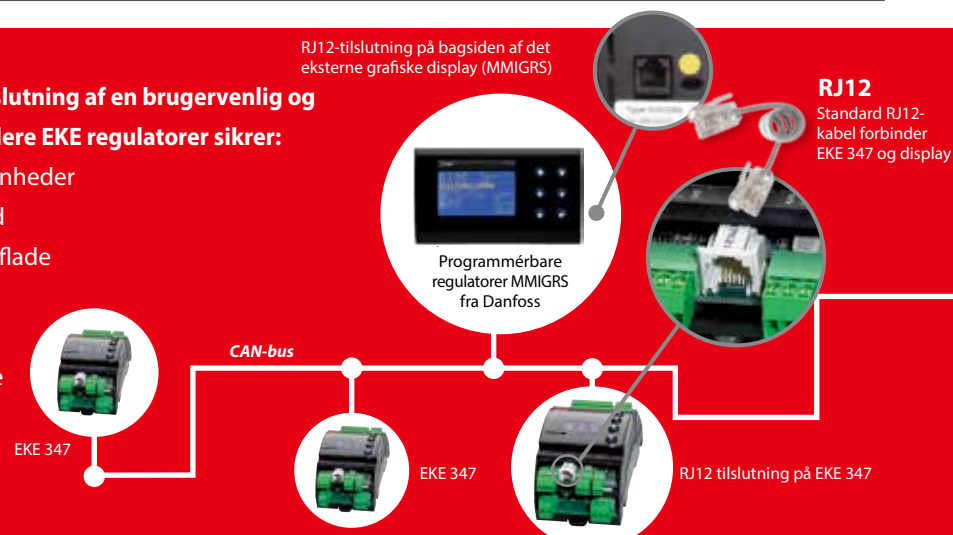 RJ12-tilslutning på bagsiden af det
eksterne grafiske display (MMIGRS)
RJ12
Standard RJ12-
kabel forbinder
EKE 347 og display
slutning af en brugervenlig og
lere EKE regulatorer sikrer:
nheder
d
flade
e
Programmérbare
regulatorer MMIGRS
fra Danfoss
CAN-bus
EKE 347
EKE 347
RJ12 tilslutning på EKE 347